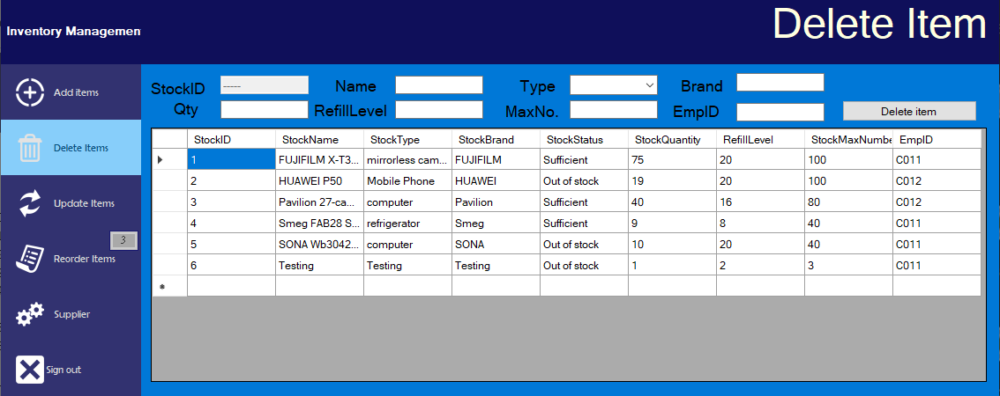 Delete Item
Inventory Managemen
Add items
Delete Items
Update Items
3
Reorder Items
Supplier
Sign out
StockID ----- Name Type Brand
Qty RefillLevel MaxNo. EmpID Delete item
StockID StockName StockType StockBrand StockStatus StockQuantity RefillLevel StockMaxNumbe EmpID
1 FUJIFILM X-T3... mirrorless cam... FUJIFILM Sufficient 75 20 100 C011
2 HUAWEI P50 Mobile Phone HUAWEI Out of stock 19 20 100 C012
3 Pavilion 27-ca... computer Pavilion Sufficient 40 16 80 C012
4 Smeg FAB28 S... refrigerator Smeg Sufficient 9 8 40 C011
5 SONA Wb3042... computer SONA Out of stock 10 20 40 C011
6 Testing Testing Testing Out of stock 1 2 3 C011
*